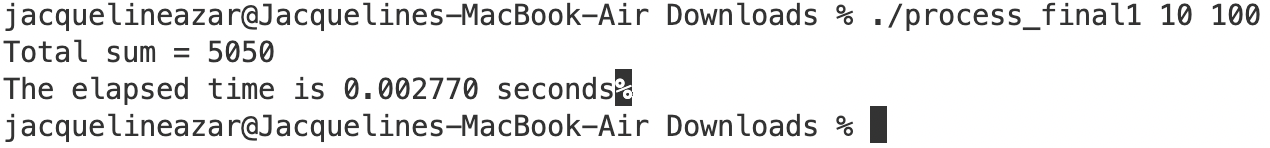 jacquelineazar@Jacquelines-MacBook-Air Downloads % ./process_final1 10 100
Total sum = 5050
The elapsed time is 0.002770 seconds%
jacquelineazar@Jacquelines-MacBook-Air Downloads %